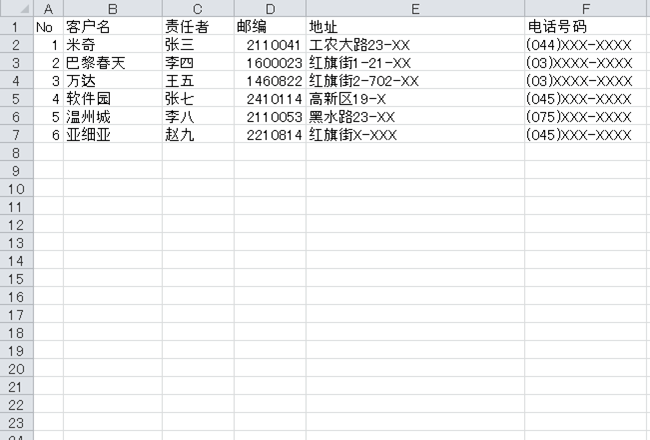 A B C D E F
1 No 客户名 责任者 邮编 地址 电话号码
2 1 米奇 张三 2110041 工农大路23-XX (044)XXX-XXXX
3 2 巴黎春天 李四 1600023 红旗街1-21-XX (03)XXX-XXXX
4 3 万达 王五 1460822 红旗街2-702-XX (03)XXX-XXXX
5 4 软件园 张七 2410114 高新区19-X (045)XXX-XXXX
6 5 温州城 李八 2110053 黑水路23-XX (075)XXX-XXXX
7 6 亚细亚 赵九 2210814 红旗街X-XXX (045)XXX-XXXX
8
9
10
11
12
13
14
15
16
17
18
19
20
21
22
23
24